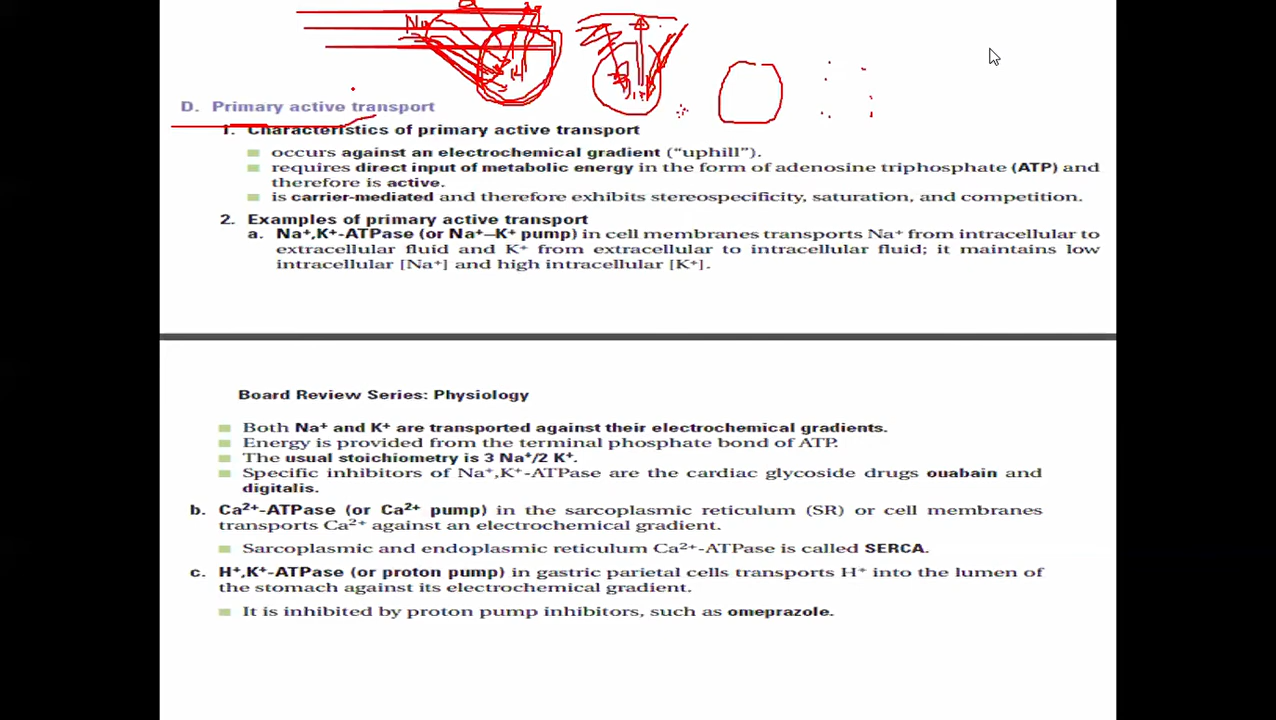 Na
D. Primary active transport
1. Characteristics of primary active transport
■ occurs against an electrochemical gradient (“uphill”).
■ requires direct input of metabolic energy in the form of adenosine triphosphate (ATP) and
therefore is active.
■ is carrier-mediated and therefore exhibits stereospecificity, saturation, and competition.
2. Examples of primary active transport
a. Na⁺,K⁺-ATPase (or Na⁺–K⁺ pump) in cell membranes transports Na⁺ from intracellular to
extracellular fluid and K⁺ from extracellular to intracellular fluid; it maintains low
intracellular [Na⁺] and high intracellular [K⁺].
Board Review Series: Physiology
■ Both Na⁺ and K⁺ are transported against their electrochemical gradients.
■ Energy is provided from the terminal phosphate bond of ATP.
■ The usual stoichiometry is 3 Na⁺/2 K⁺.
■ Specific inhibitors of Na⁺,K⁺-ATPase are the cardiac glycoside drugs ouabain and
digitalis.
b. Ca²⁺-ATPase (or Ca²⁺ pump) in the sarcoplasmic reticulum (SR) or cell membranes
transports Ca²⁺ against an electrochemical gradient.
■ Sarcoplasmic and endoplasmic reticulum Ca²⁺-ATPase is called SERCA.
c. H⁺,K⁺-ATPase (or proton pump) in gastric parietal cells transports H⁺ into the lumen of
the stomach against its electrochemical gradient.
■ It is inhibited by proton pump inhibitors, such as omeprazole.